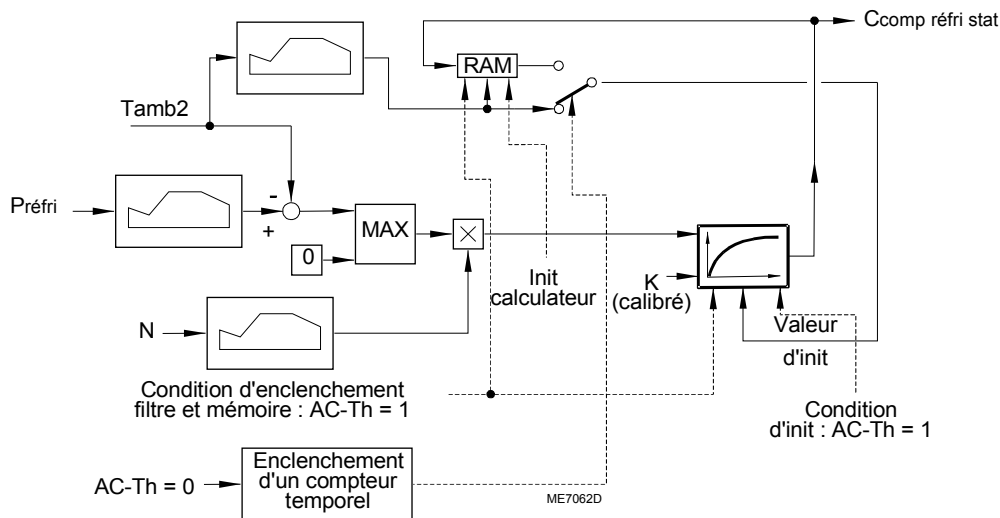 Ccomp réfri stat
RAM
Tamb2
Préfri
-
+
MAX
0
×
Init
calculateur
K
(calibré)
N
Valeur
d'init
Condition d'enclenchement
filtre et mémoire : AC-Th = 1
Condition
d'init : AC-Th = 1
AC-Th = 0
Enclenchement
d'un compteur
temporel
ME7062D